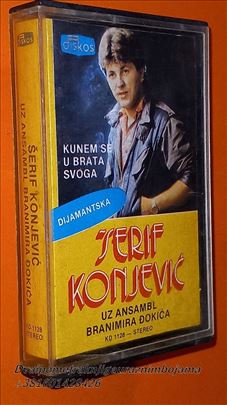 diskos
KUNEM SE
U BRATA
SVOGA
DIJAMANTSKA
ŠERIF
KONJEVIĆ
UZ ANSAMBL
BRANIMIRA ĐOKIĆA
KD 1128 - STEREO
ŠERIF KONJEVIĆ
UZ ANSAMBL BRANIMIRA ĐOKIĆA
KD 1128
STEREO